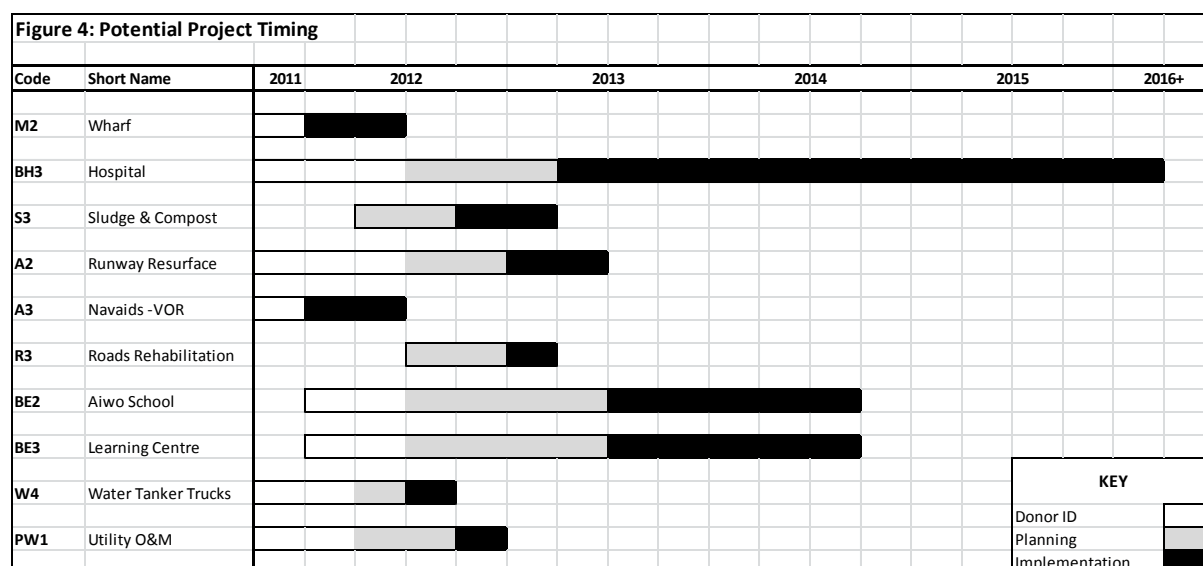 Figure 4: Potential Project Timing
Code Short Name 2011 2012 2013 2014 2015 2016+
M2 Wharf
BH3 Hospital
S3 Sludge & Compost
A2 Runway Resurface
A3 Navaids -VOR
R3 Roads Rehabilitation
BE2 Aiwo School
BE3 Learning Centre
W4 Water Tanker Trucks
PW1 Utility O&M
KEY
Donor ID
Planning
Implementation